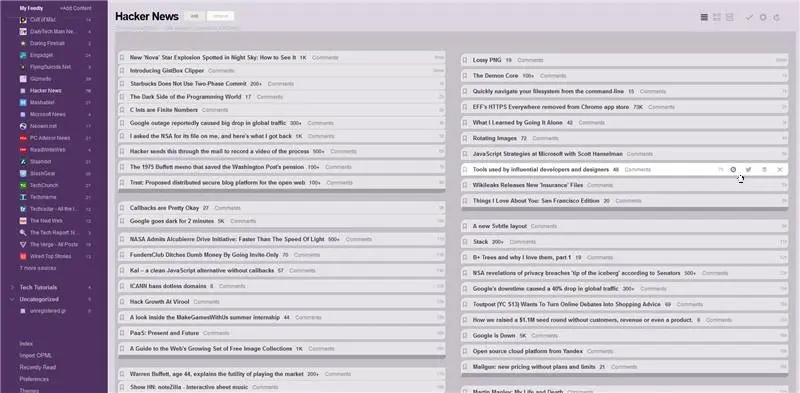 My Feedly
+Add Content
Cult of Mac
DailyTech Main Ne...
Daring Fireball
Engadget
FlyingSuicide.Net
Gizmodo
Hacker News
Mashable!
Microsoft News
Neowin.net
PC Advisor News
ReadWriteWeb
Slashdot
SlashGear
TechCrunch
Techmeme
Techradar - All the l...
The Next Web
The Tech Report N...
The Verge - All Posts
Wired Top Stories
7 more sources
Tech Tutorials
Uncategorized
unregistered.gr
Index
Import OPML
Recently Read
Preferences
Themes
Hacker News
edit
New 'Nova' Star Explosion Spotted in Night Sky: How to See It 1K Comments
Introducing GistBox Clipper Comments
Starbucks Does Not Use Two-Phase Commit 200+ Comments
The Dark Side of the Programming World 17 Comments
C Ints are Finite Numbers Comments
Google outage reportedly caused big drop in global traffic 300+ Comments
I asked the NSA for its file on me, and here's what I got back 1K Comments
Hacker sends this through the mail to record a video of the process 500+ Comments
The 1975 Buffett memo that saved the Washington Post's pension 100+ Comments
Trsst: Proposed distributed secure blog platform for the open web 100+ Comments
Callbacks are Pretty Okay 27 Comments
Google goes dark for 2 minutes 5K Comments
NASA Admits Alcubierre Drive Initiative: Faster Than The Speed Of Light 500+ Comments
FundersClub Ditches Dumb Money By Going Invite-Only 70 Comments
Kal – a clean JavaScript alternative without callbacks 57 Comments
ICANN bans dotless domains 8 Comments
Hack Growth At Virool Comments
A look inside the MakeGamesWithUs summer internship 44 Comments
PaaS: Present and Future Comments
A Guide to the Web's Growing Set of Free Image Collections 1K Comments
Warren Buffett, age 44, explains the futility of playing the market 200+ Comments
Show HN: noteZilla - Interactive sheet music Comments
Lossy PNG 19 Comments
The Demon Core 100+ Comments
Quickly navigate your filesystem from the command-line 15 Comments
EFF's HTTPS Everywhere removed from Chrome app store 73K Comments
What I Learned by Going It Alone 42 Comments
Rotating Images 72 Comments
JavaScript Strategies at Microsoft with Scott Hanselman Comments
Tools used by influential developers and designers 48 Comments
Wikileaks Releases New 'Insurance' Files Comments
Things I Love About You: San Francisco Edition 20 Comments
A new Svbtle layout Comments
Stack 200+ Comments
B+ Trees and why I love them, part 1 19 Comments
NSA revelations of privacy breaches 'tip of the iceberg' according to Senators 500+ Comments
Google's downtime caused a 40% drop in global traffic 300+ Comments
Toutpost (YC S13) Wants To Turn Online Debates Into Shopping Advice 69 Comments
How we raised a $1.1M seed round without customers, revenue or even a product. 8 Comments
Google is Down 5K Comments
Open source cloud platform from Yandex Comments
Mailgun: new pricing without plans and limits 21 Comments
Martin Manley: My Life and Death Comments